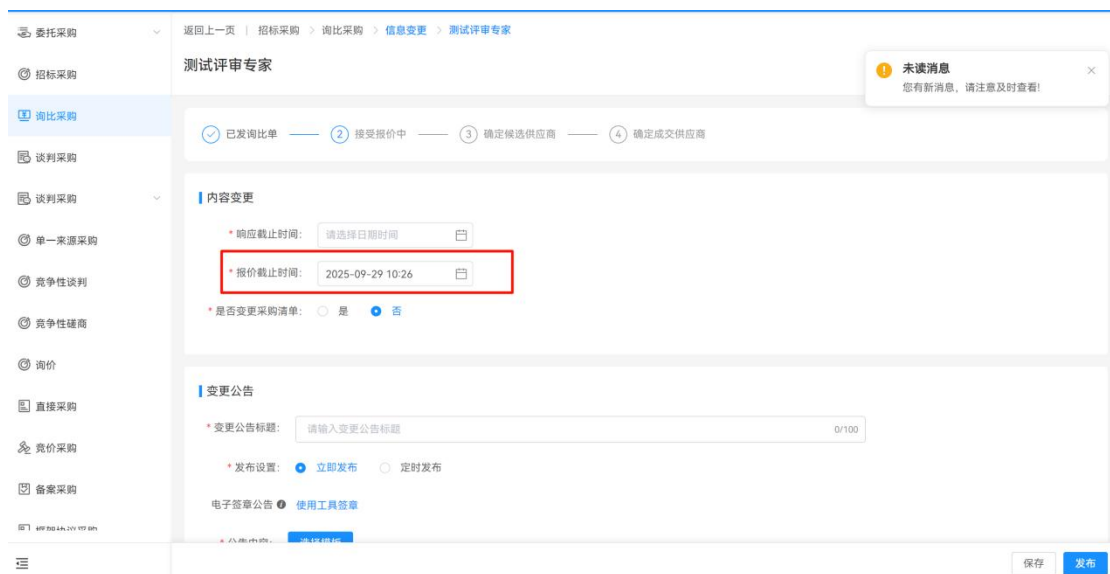 委托采购
招标采购
询比采购
谈判采购
谈判采购
单一来源采购
竞争性谈判
竞争性磋商
询价
直接采购
竞价采购
备案采购
框架协议采购
返回上一页 | 招标采购 > 询比采购 > 信息变更 > 测试评审专家
测试评审专家
未读消息
您有新消息，请注意及时查看!
已发询比单 2 接受报价中 3 确定候选供应商 4 确定成交供应商
内容变更
* 响应截止时间: 请选择日期时间
* 报价截止时间: 2025-09-29 10:26
* 是否变更采购清单: 是 否
变更公告
* 变更公告标题: 请输入变更公告标题 0/100
* 发布设置: 立即发布 定时发布
电子签章公告 使用工具签章
* 公告内容: 选择模板
保存 发布